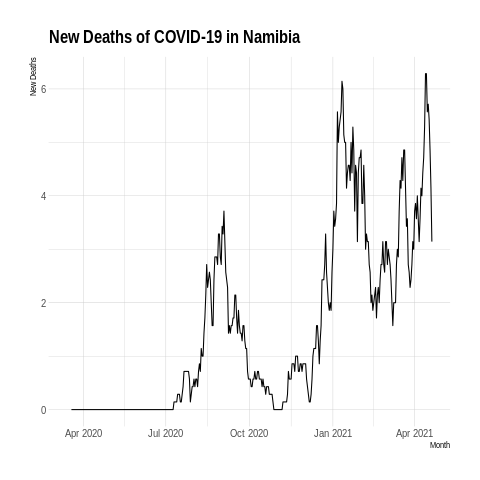 New Deaths of COVID-19 in Namibia
New Deaths
6
4
2
0
Apr 2020 Jul 2020 Oct 2020 Jan 2021 Apr 2021
Month